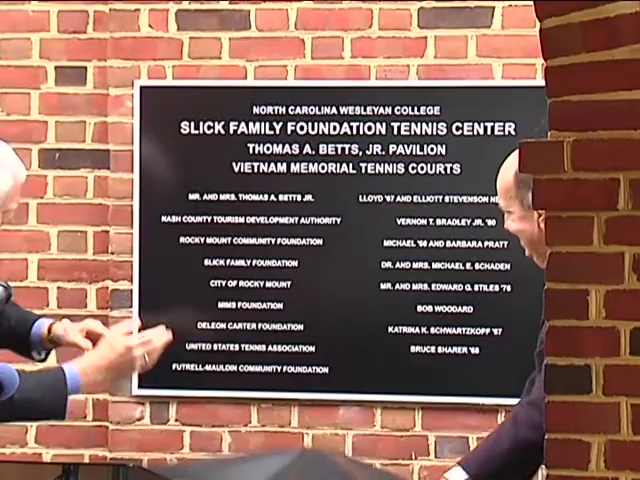 NORTH CAROLINA WESLEYAN COLLEGE
SLICK FAMILY FOUNDATION TENNIS CENTER
THOMAS A. BETTS, JR. PAVILION
VIETNAM MEMORIAL TENNIS COURTS
MR. AND MRS. THOMAS A. BETTS JR.
NASH COUNTY TOURISM DEVELOPMENT AUTHORITY
ROCKY MOUNT COMMUNITY FOUNDATION
SLICK FAMILY FOUNDATION
CITY OF ROCKY MOUNT
MIMS FOUNDATION
DELEON CARTER FOUNDATION
UNITED STATES TENNIS ASSOCIATION
FUTRELL-MAULDIN COMMUNITY FOUNDATION
LLOYD '67 AND ELLIOTT STEVENSON
VERNON T. BRADLEY JR.
MICHAEL '66 AND BARBARA PRATT
DR. AND MRS. MICHAEL E. SCHADEN
MR. AND MRS. EDWARD G. STILES '76
BOB WOODARD
KATRINA K. SCHWARTZKOPF '67
BRUCE SHARER '68